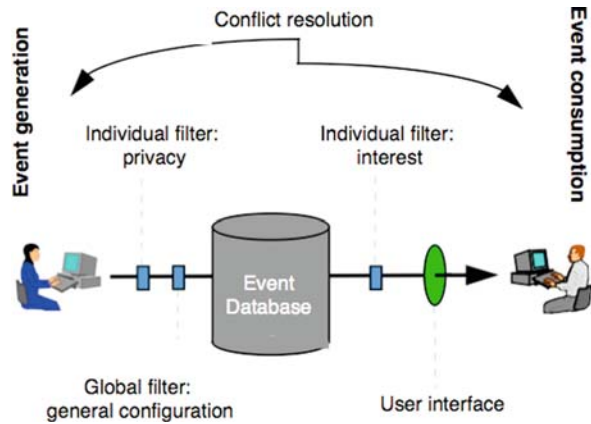 Conflict resolution
Event generation
Event consumption
Individual filter:
privacy
Individual filter:
interest
Event
Database
Global filter:
general configuration
User interface